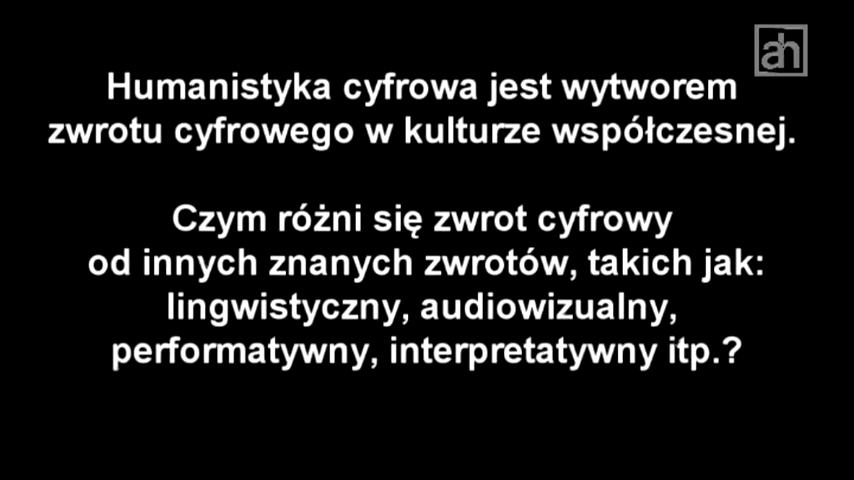 ah
Humanistyka cyfrowa jest wytworem
zwrotu cyfrowego w kulturze współczesnej.
Czym różni się zwrot cyfrowy
od innych znanych zwrotów, takich jak:
lingwistyczny, audiowizualny,
performatywny, interpretatywny itp.?